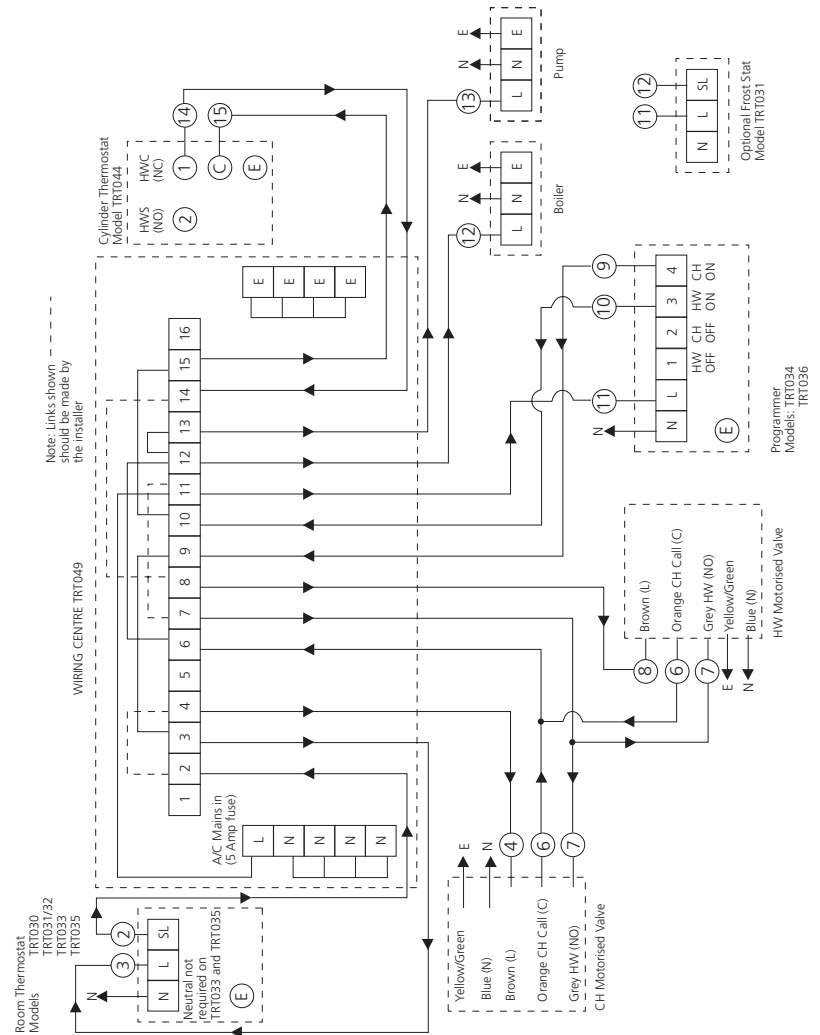 Room Thermostat
Models
TRT030
TRT031/32
TRT033
TRT035
N
3
2
N
L
SL
Neutral not
required on
TRT033 and TRT035
E
WIRING CENTRE TRT049
Note: Links shown
should be made by
the installer
A/C Mains in
(5 Amp fuse)
L
N
N
N
N
1
2
3
4
5
6
7
8
9
10
11
12
13
14
15
16
E
E
E
E
Cylinder Thermostat
Model TRT044
HWS
(NO)
HWC
(NC)
2
1
C
E
14
15
Yellow/Green
Blue (N)
Brown (L)
Orange CH Call (C)
Grey HW (NO)
CH Motorised Valve
E
N
4
6
7
8
6
7
E
N
Brown (L)
Orange CH Call (C)
Grey HW (NO)
Yellow/Green
Blue (N)
HW Motorised Valve
N
11
10
9
N
L
1
2
3
4
HW
OFF
CH
OFF
HW
ON
CH
ON
E
Programmer
Models: TRT034
TRT036
12
N
E
L
N
E
Boiler
13
N
E
L
N
E
Pump
11
12
N
L
SL
Optional Frost Stat
Model TRT031